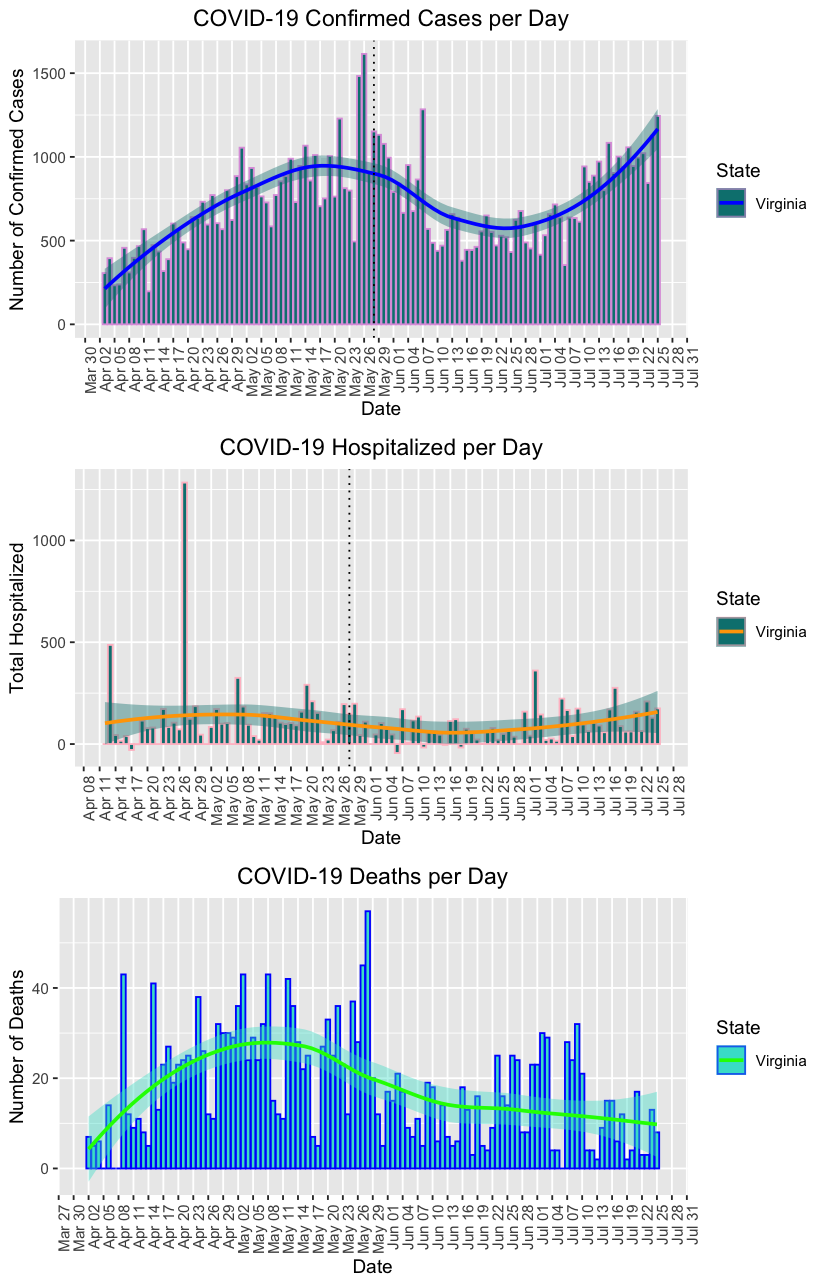 COVID-19 Confirmed Cases per Day
Number of Confirmed Cases
1500
1000
500
0
Mar 30
Apr 02
Apr 05
Apr 08
Apr 11
Apr 14
Apr 17
Apr 20
Apr 23
Apr 26
Apr 29
May 02
May 05
May 08
May 11
May 14
May 17
May 20
May 23
May 26
May 29
Jun 01
Jun 04
Jun 07
Jun 10
Jun 13
Jun 16
Jun 19
Jun 22
Jun 25
Jun 28
Jul 01
Jul 04
Jul 07
Jul 10
Jul 13
Jul 16
Jul 19
Jul 22
Jul 25
Jul 28
Jul 31
Date
State
Virginia
COVID-19 Hospitalized per Day
Total Hospitalized
1000
500
0
Apr 08
Apr 11
Apr 14
Apr 17
Apr 20
Apr 23
Apr 26
Apr 29
May 02
May 05
May 08
May 11
May 14
May 17
May 20
May 23
May 26
May 29
Jun 01
Jun 04
Jun 07
Jun 10
Jun 13
Jun 16
Jun 19
Jun 22
Jun 25
Jun 28
Jul 01
Jul 04
Jul 07
Jul 10
Jul 13
Jul 16
Jul 19
Jul 22
Jul 25
Jul 28
Date
State
Virginia
COVID-19 Deaths per Day
Number of Deaths
40
20
0
Mar 27
Mar 30
Apr 02
Apr 05
Apr 08
Apr 11
Apr 14
Apr 17
Apr 20
Apr 23
Apr 26
Apr 29
May 02
May 05
May 08
May 11
May 14
May 17
May 20
May 23
May 26
May 29
Jun 01
Jun 04
Jun 07
Jun 10
Jun 13
Jun 16
Jun 19
Jun 22
Jun 25
Jun 28
Jul 01
Jul 04
Jul 07
Jul 10
Jul 13
Jul 16
Jul 19
Jul 22
Jul 25
Jul 28
Jul 31
Date
State
Virginia